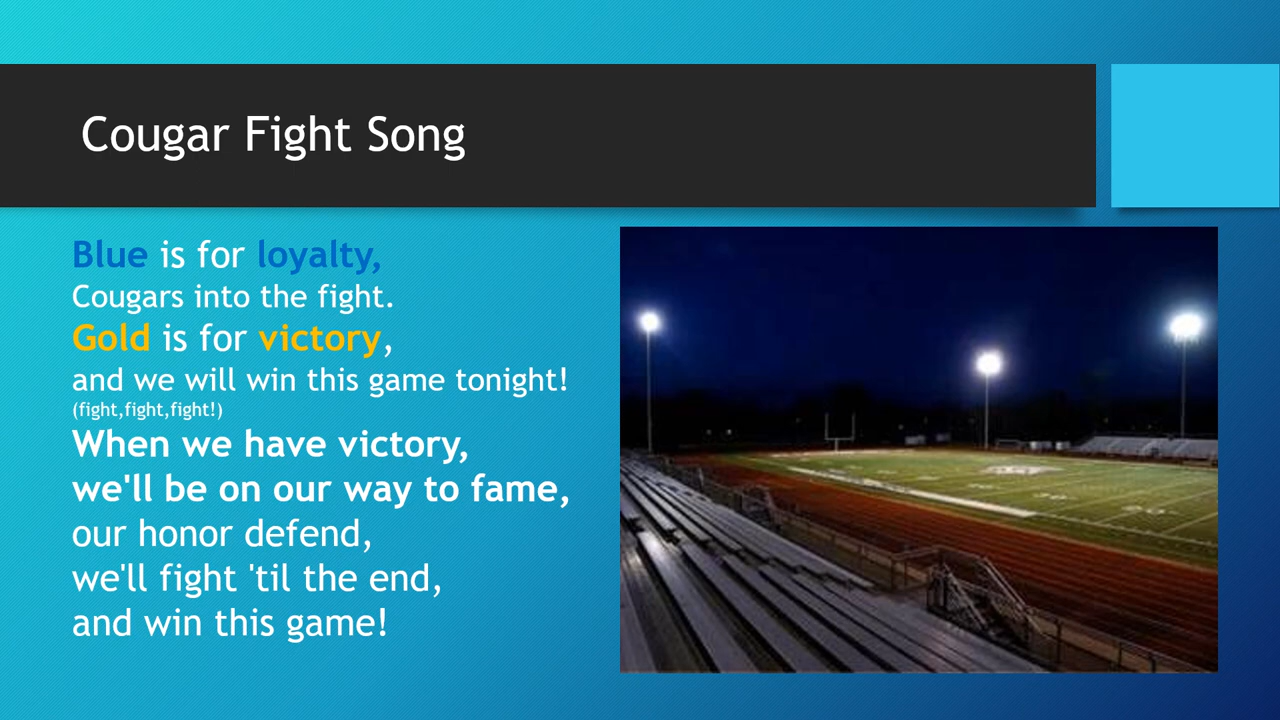 Cougar Fight Song
Blue is for loyalty,
Cougars into the fight.
Gold is for victory,
and we will win this game tonight!
(fight,fight,fight!)
When we have victory,
we'll be on our way to fame,
our honor defend,
we'll fight 'til the end,
and win this game!